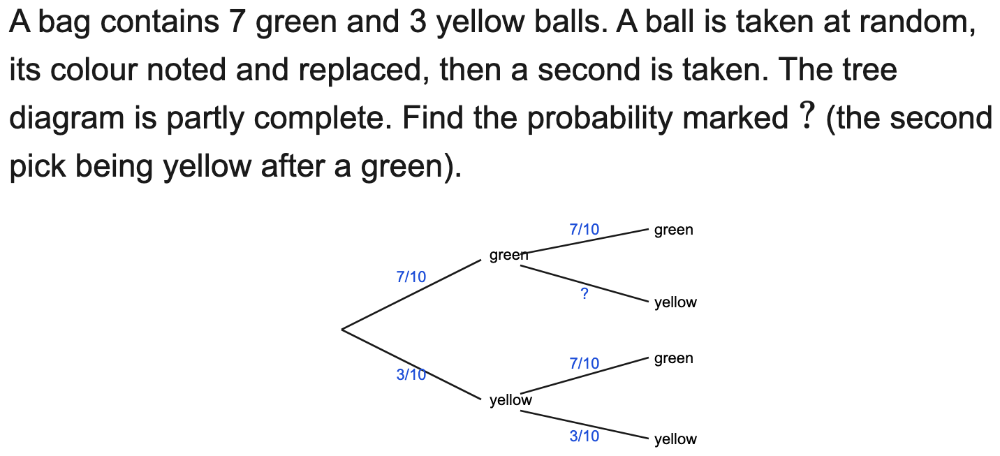 A bag contains 7 green and 3 yellow balls. A ball is taken at random,
its colour noted and replaced, then a second is taken. The tree
diagram is partly complete. Find the probability marked ? (the second
pick being yellow after a green).
7/10
green
green
7/10
?
yellow
7/10
green
3/10
yellow
3/10
yellow